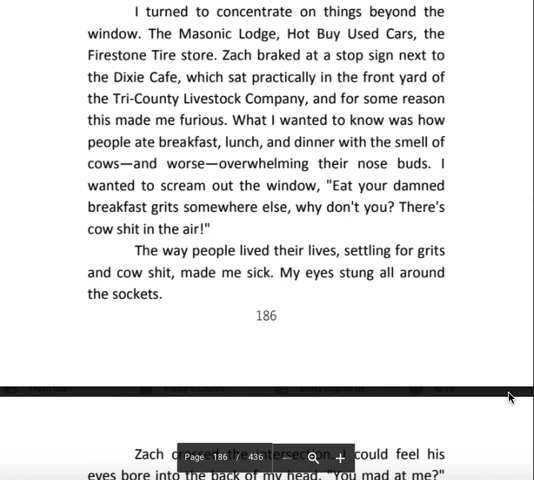 I turned to concentrate on things beyond the
window. The Masonic Lodge, Hot Buy Used Cars, the
Firestone Tire store. Zach braked at a stop sign next to
the Dixie Cafe, which sat practically in the front yard of
the Tri-County Livestock Company, and for some reason
this made me furious. What I wanted to know was how
people ate breakfast, lunch, and dinner with the smell of
cows—and worse—overwhelming their nose buds. I
wanted to scream out the window, "Eat your damned
breakfast grits somewhere else, why don't you? There's
cow shit in the air!"
The way people lived their lives, settling for grits
and cow shit, made me sick. My eyes stung all around
the sockets.
186
Zach crossed the intersection. I could feel his
Page 186 / 436
eyes bore into the back of my head. "You mad at me?"